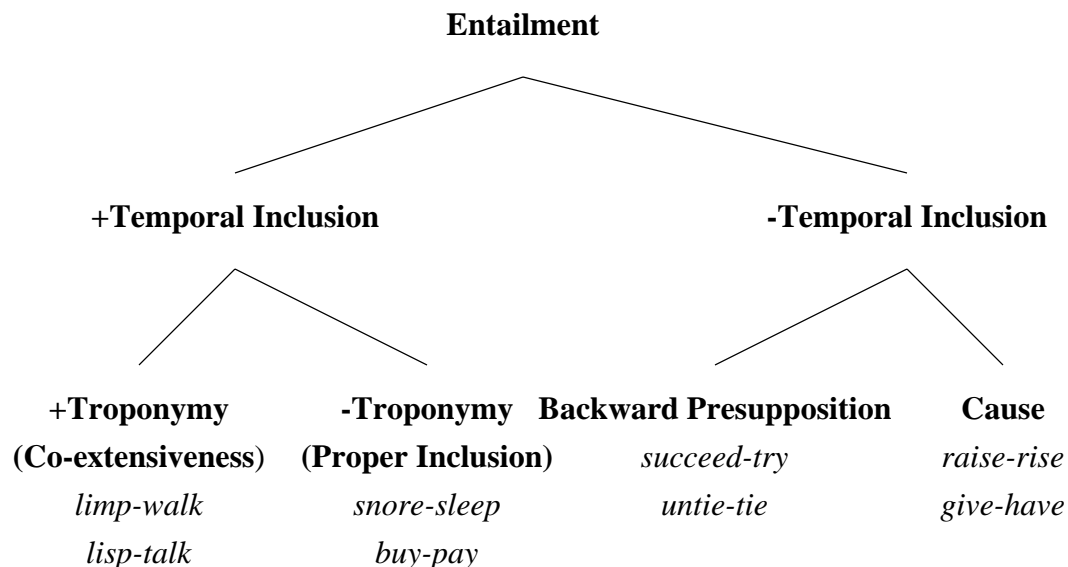 Entailment
+Temporal Inclusion -Temporal Inclusion
+Troponymy -Troponymy Backward Presupposition Cause
(Co-extensiveness) (Proper Inclusion) succeed-try raise-rise
limp-walk snore-sleep untie-tie give-have
lisp-talk buy-pay